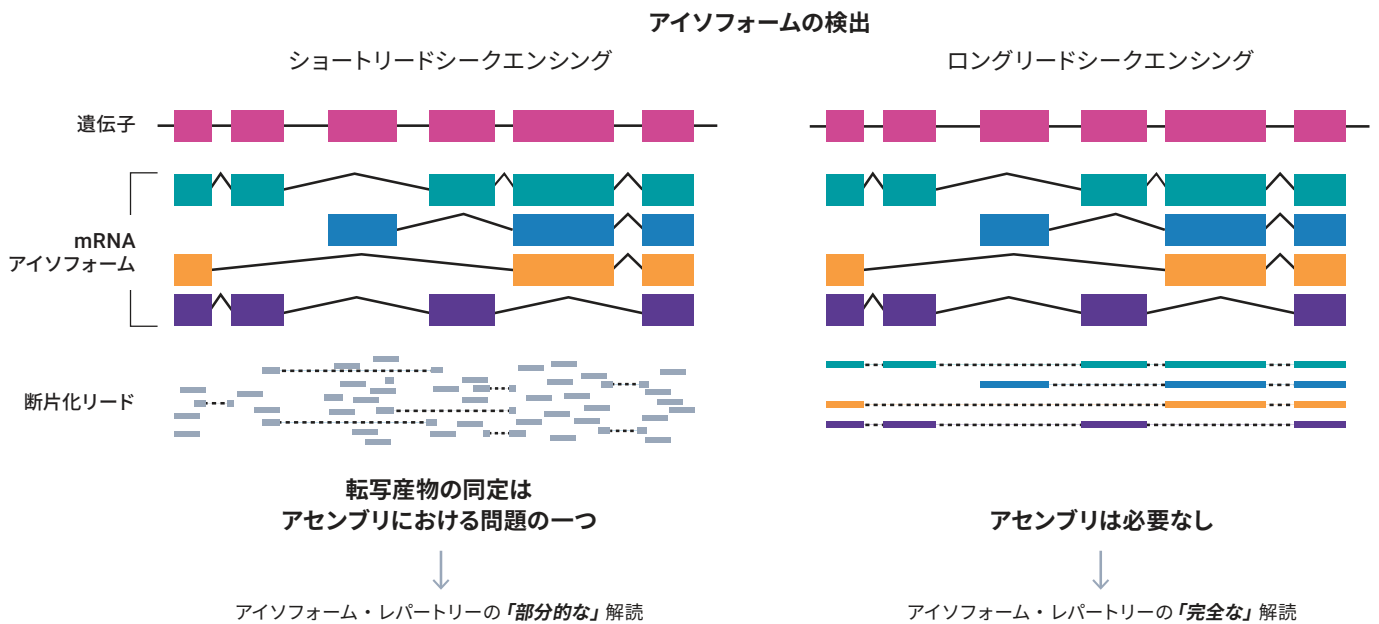 アイソフォームの検出
ショートリードシークエンシング
ロングリードシークエンシング
遺伝子
mRNA
アイソフォーム
断片化リード
転写産物の同定は
アセンブリにおける問題の一つ
アセンブリは必要なし
アイソフォーム・レパートリーの「部分的な」解読
アイソフォーム・レパートリーの「完全な」解読